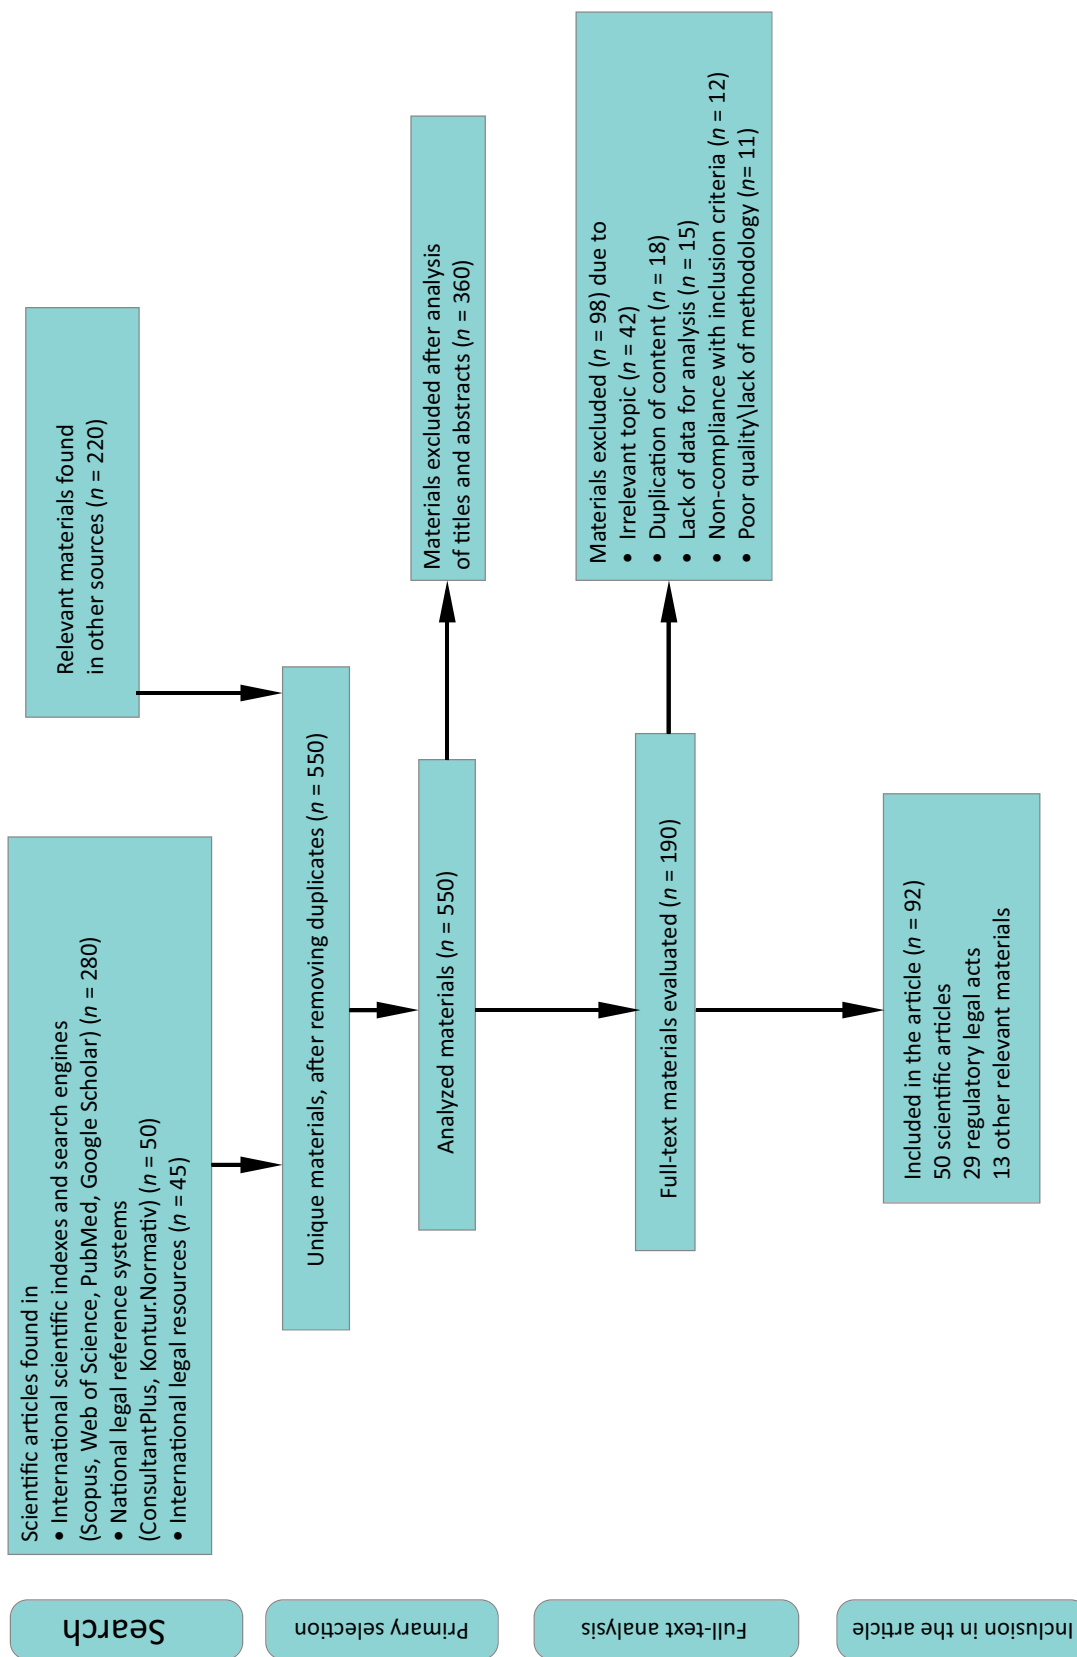 Search
Scientific articles found in
• International scientific indexes and search engines
(Scopus, Web of Science, PubMed, Google Scholar) (n = 280)
• National legal reference systems
(ConsultantPlus, Kontur.Normativ) (n = 50)
• International legal resources (n = 45)
Relevant materials found
in other sources (n = 220)
Primary selection
Unique materials, after removing duplicates (n = 550)
Analyzed materials (n = 550)
Materials excluded after analysis
of titles and abstracts (n = 360)
Full-text analysis
Full-text materials evaluated (n = 190)
Materials excluded (n = 98) due to
• Irrelevant topic (n = 42)
• Duplication of content (n = 18)
• Lack of data for analysis (n = 15)
• Non-compliance with inclusion criteria (n = 12)
• Poor quality\lack of methodology (n= 11)
Inclusion in the article
Included in the article (n = 92)
50 scientific articles
29 regulatory legal acts
13 other relevant materials